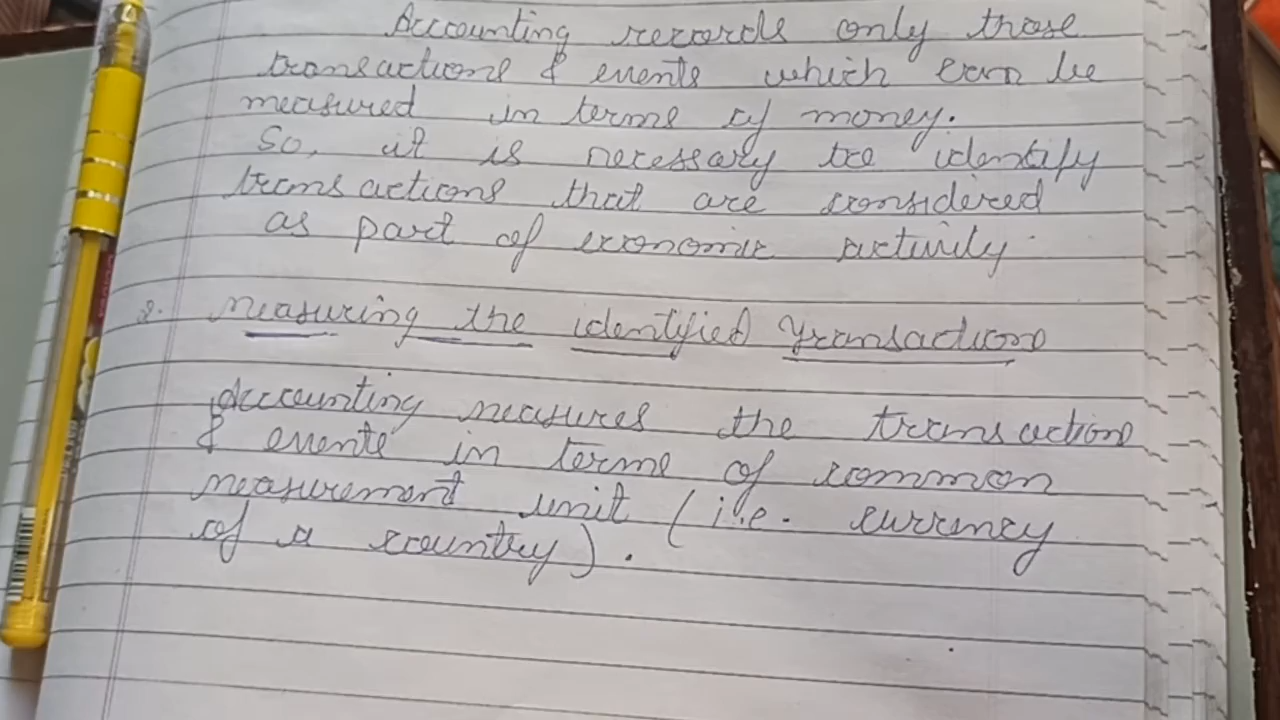 Accounting records only those
transactions & events which can be
measured in terms of money.
So, it is necessary to identify
transactions that are considered
as part of economic activity.
2. Measuring the identified Transactions
Accounting measures the transactions
& events in terms of common
measurement unit (i.e. currency
of a country).